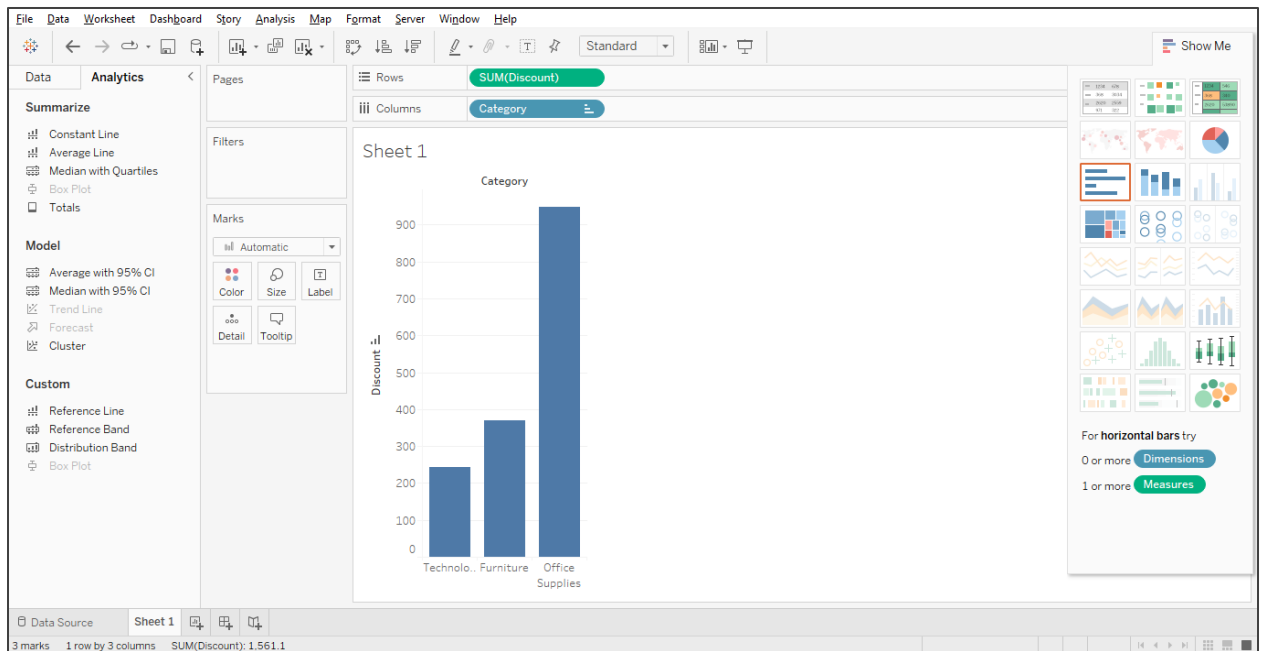 File Data Worksheet Dashboard Story Analysis Map Format Server Window Help
Standard
Show Me
Data Analytics
Summarize
Constant Line
Average Line
Median with Quartiles
Box Plot
Totals
Model
Average with 95% CI
Median with 95% CI
Trend Line
Forecast
Cluster
Custom
Reference Line
Reference Band
Distribution Band
Box Plot
Pages
Filters
Marks
Automatic
Color Size Label
Detail Tooltip
Rows SUM(Discount)
Columns Category
Sheet 1
Category
900
800
700
600
500
400
300
200
100
0
Discount
Technolo.. Furniture Office
Supplies
For horizontal bars try
0 or more Dimensions
1 or more Measures
Data Source Sheet 1
3 marks 1 row by 3 columns SUM(Discount): 1,561.1